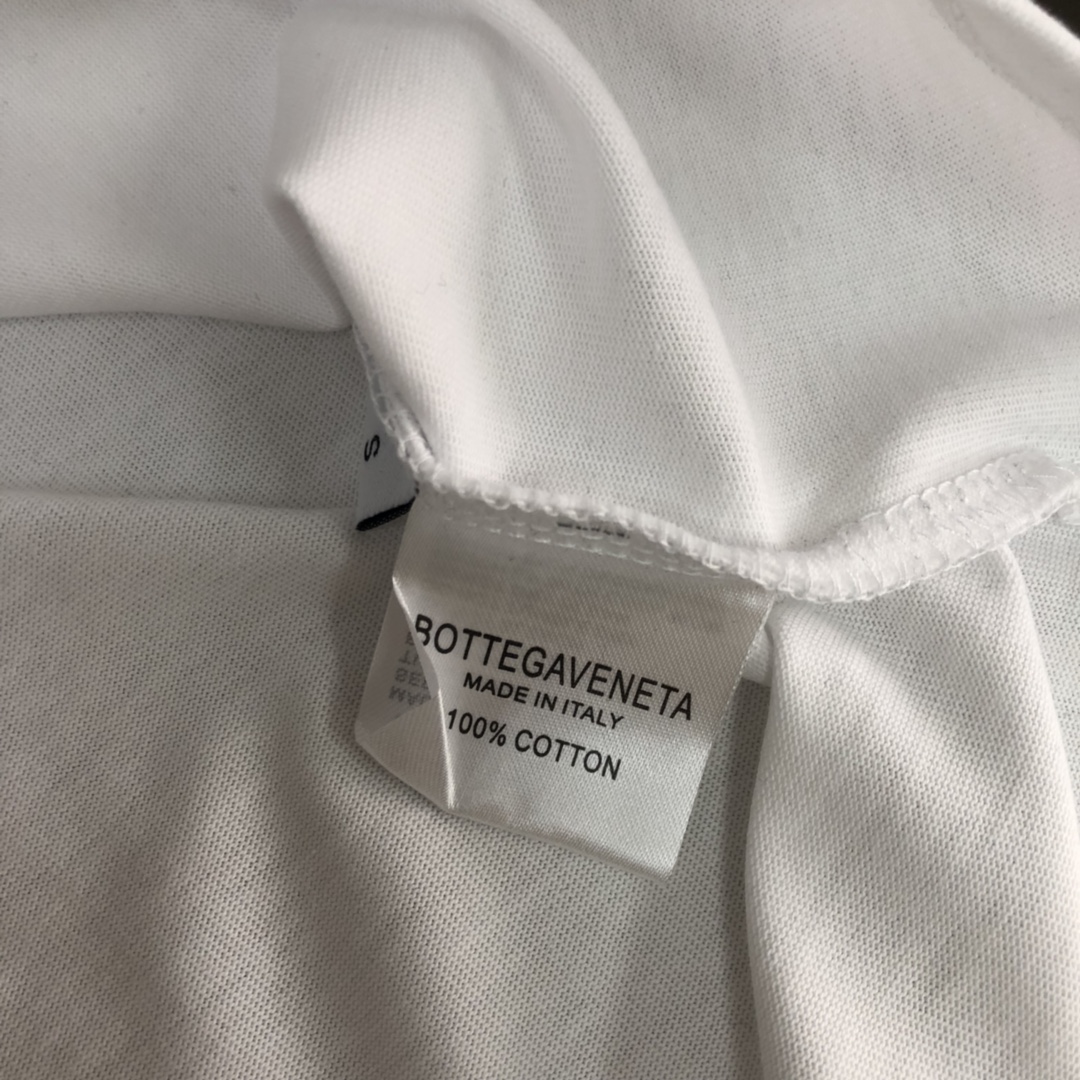 S
BOTTEGAVENETA
MADE IN ITALY
100% COTTON